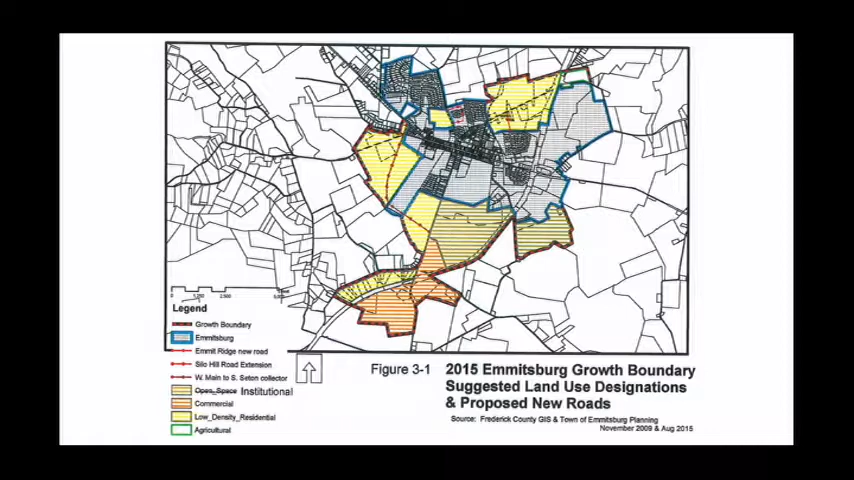 Legend
Growth Boundary
Emmitsburg
Emmit Ridge new road
Silo Hill Road Extension
W. Main to S. Seton collector
Open_Space Institutional
Commercial
Low_Density_Residential
Agricultural
Figure 3-1
2015 Emmitsburg Growth Boundary
Suggested Land Use Designations
& Proposed New Roads
Source: Frederick County GIS & Town of Emmitsburg Planning
November 2009 & Aug 2015